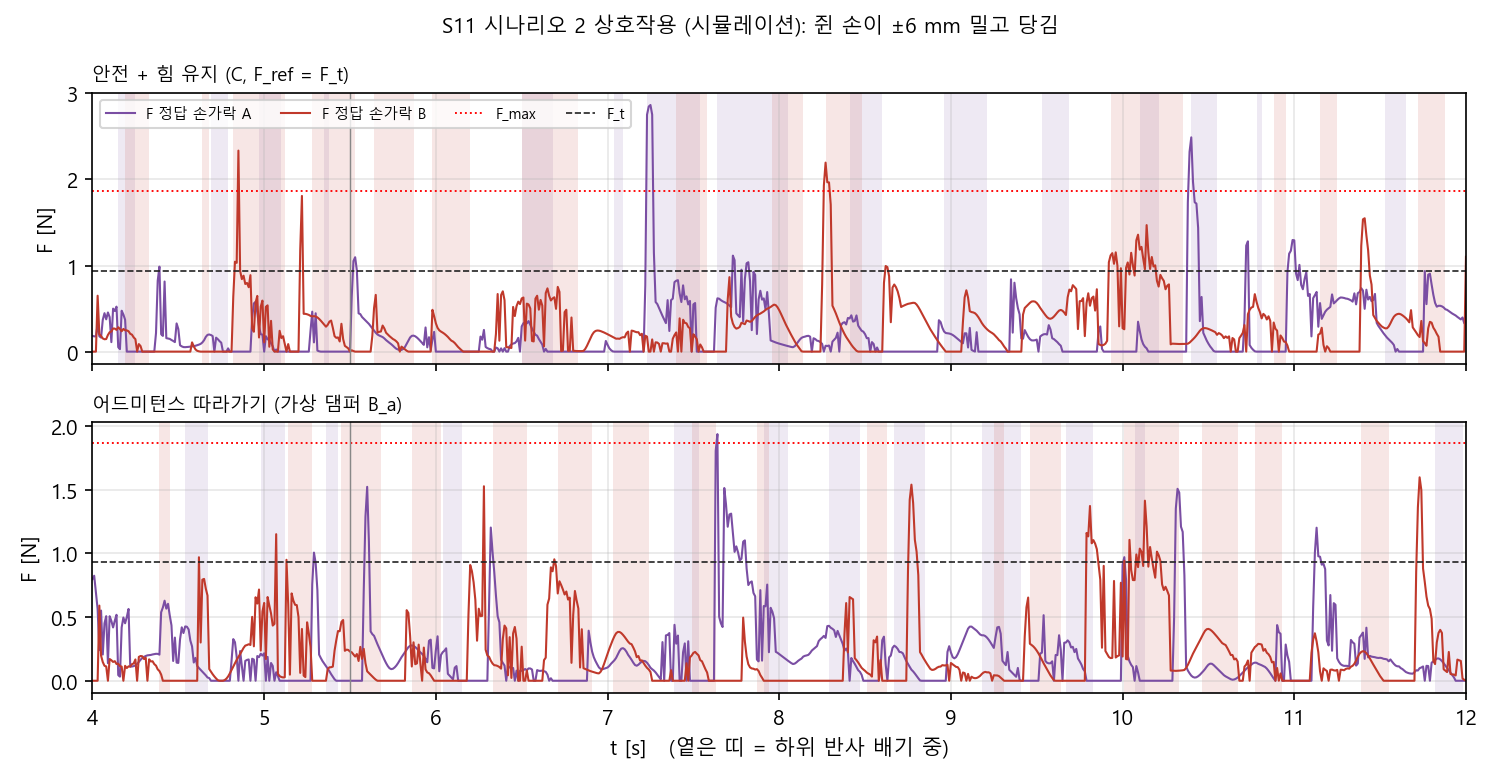 S11 시나리오 2 상호작용 (시뮬레이션): 쥔 손이 ±6 mm 밀고 당김
안전 + 힘 유지 (C, F_ref = F_t)
F 정답 손가락 A
F 정답 손가락 B
F_max
F_t
3
2
1
0
F [N]
어드미턴스 따라가기 (가상 댐퍼 B_a)
2.0
1.5
1.0
0.5
0.0
F [N]
4 5 6 7 8 9 10 11 12
t [s] (옅은 띠 = 하위 반사 배기 중)